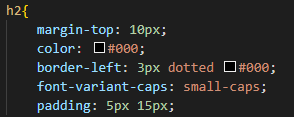 h2{
margin-top: 10px;
color: #000;
border-left: 3px dotted #000;
font-variant-caps: small-caps;
padding: 5px 15px;